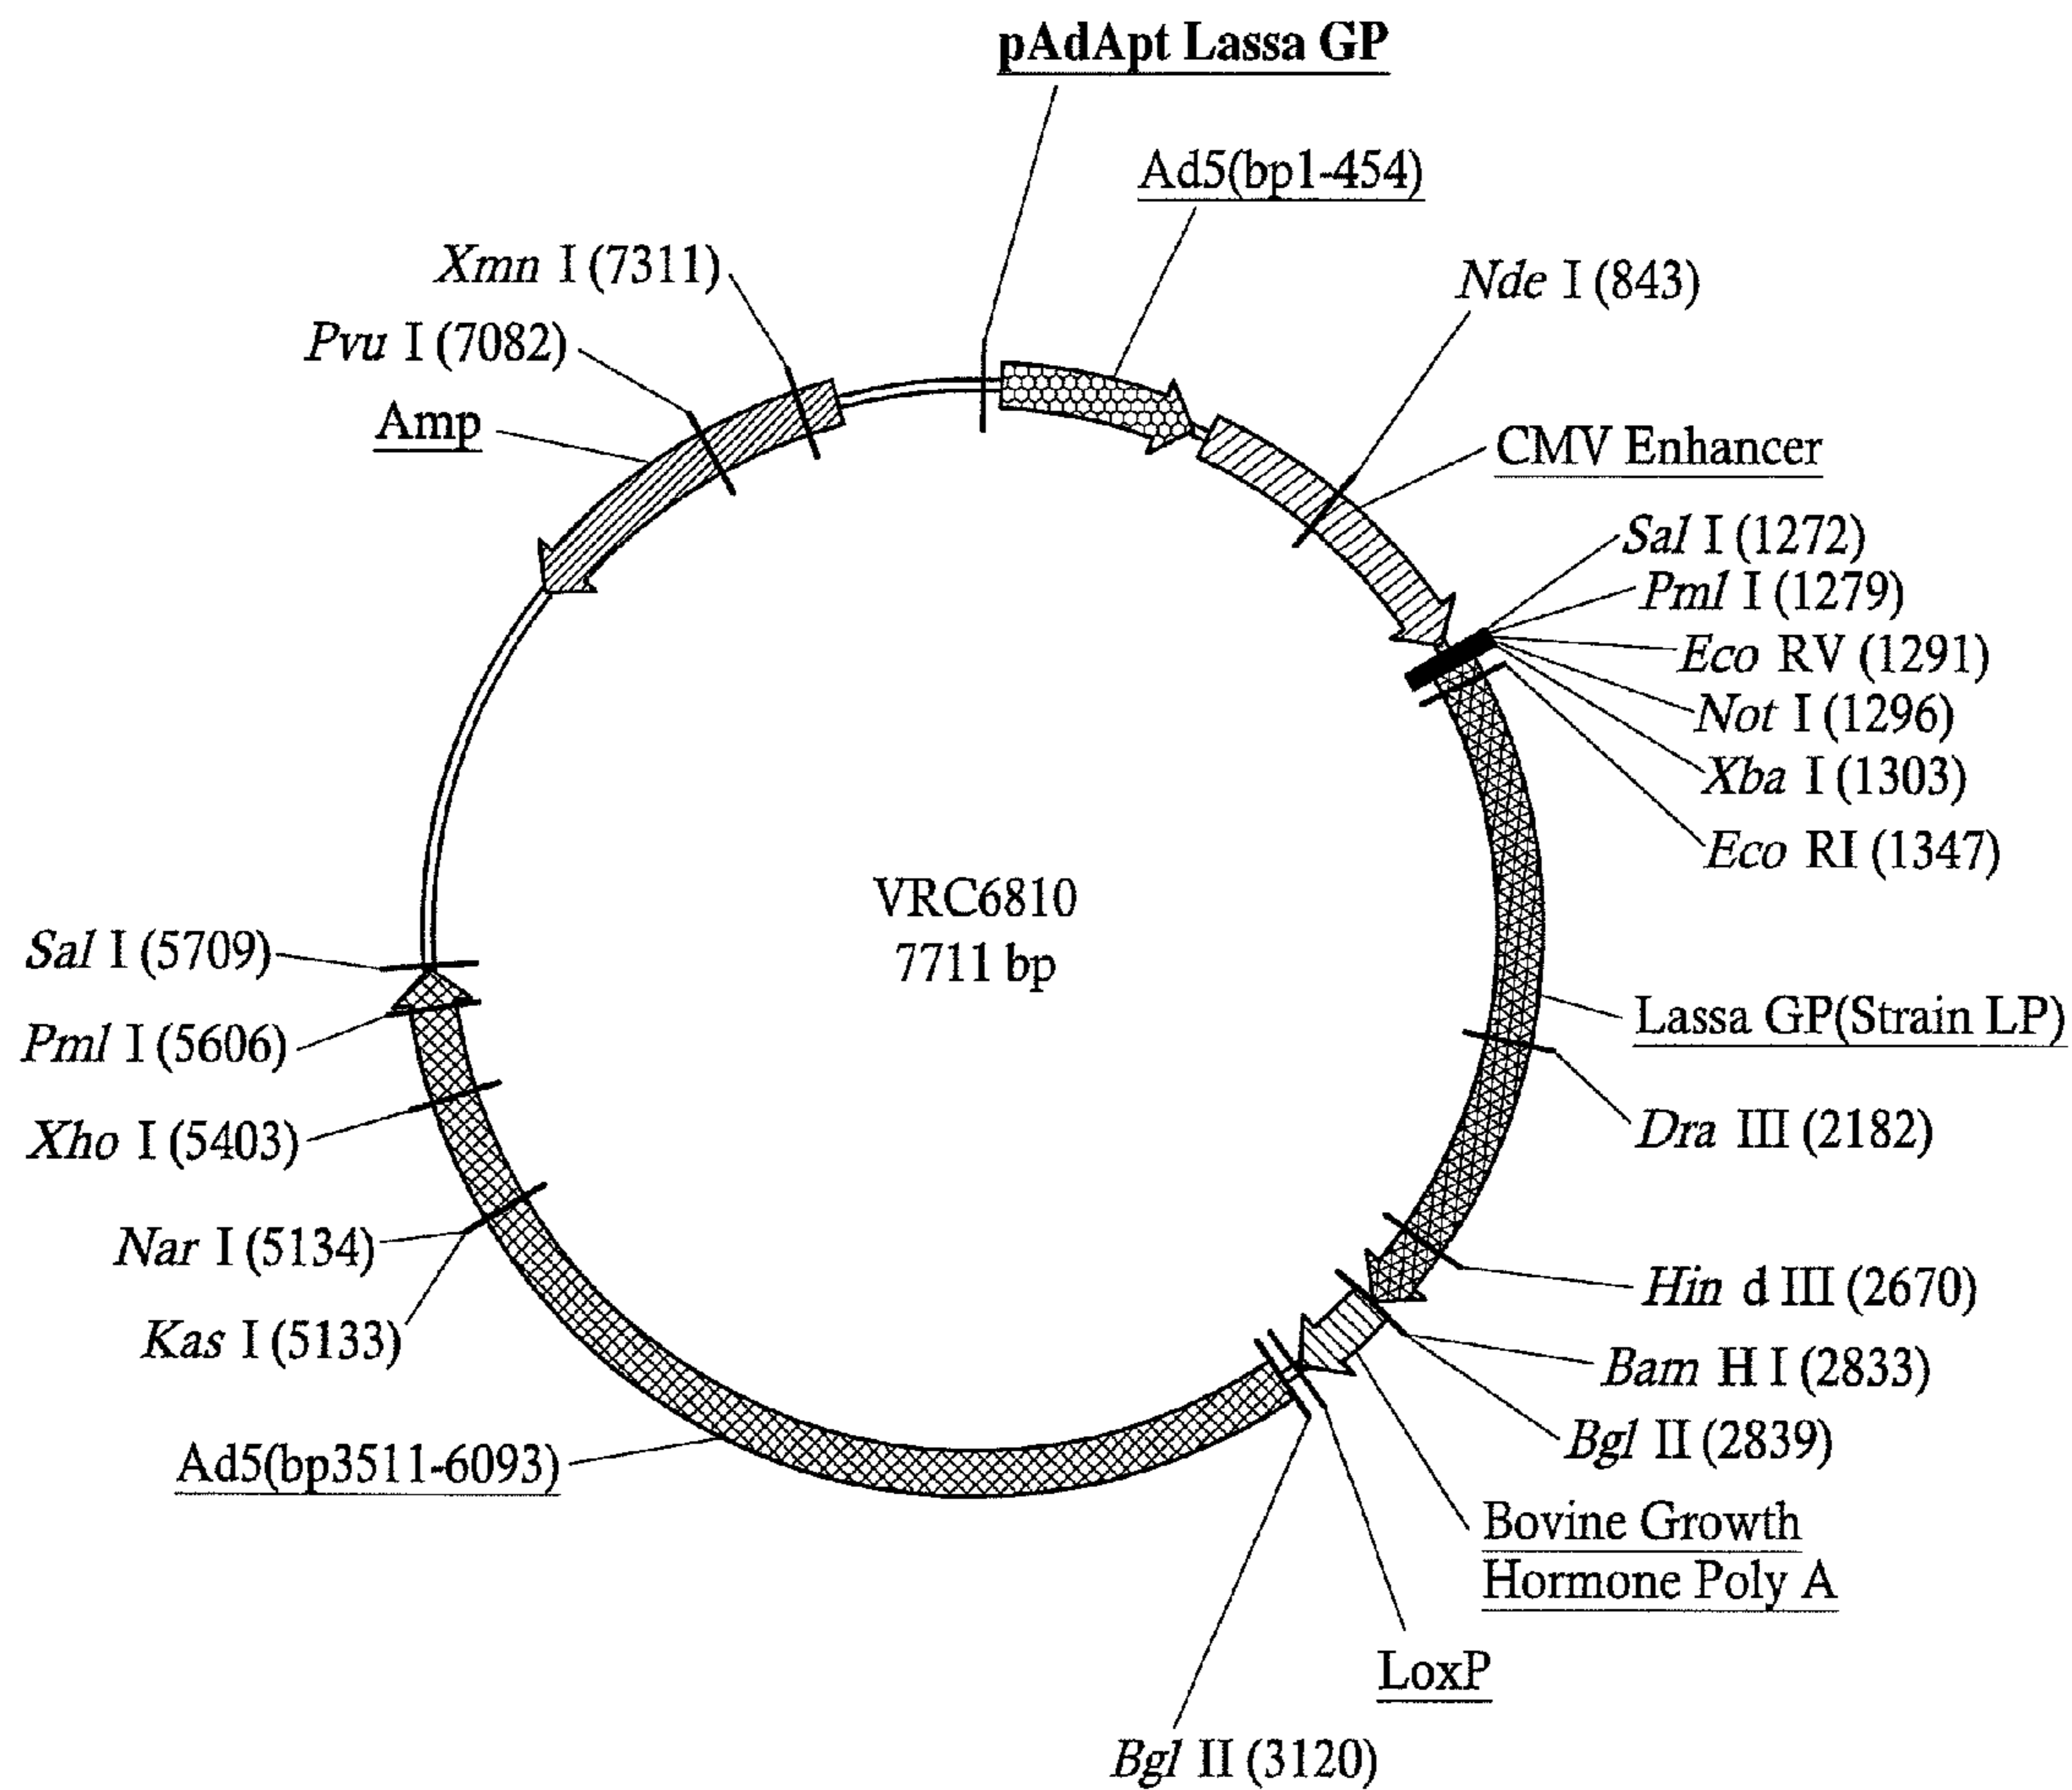 pAdApt Lassa GP
Ad5(bp1-454)
Nde I (843)
CMV Enhancer
Sal I (1272)
Pml I (1279)
Eco RV (1291)
Not I (1296)
Xba I (1303)
Eco RI (1347)
Lassa GP(Strain LP)
Dra III (2182)
Hin d III (2670)
Bam H I (2833)
Bgl II (2839)
Bovine Growth
Hormone Poly A
LoxP
Bgl II (3120)
Ad5(bp3511-6093)
Kas I (5133)
Nar I (5134)
Xho I (5403)
Pml I (5606)
Sal I (5709)
Amp
Pvu I (7082)
Xmn I (7311)
VRC6810
7711 bp